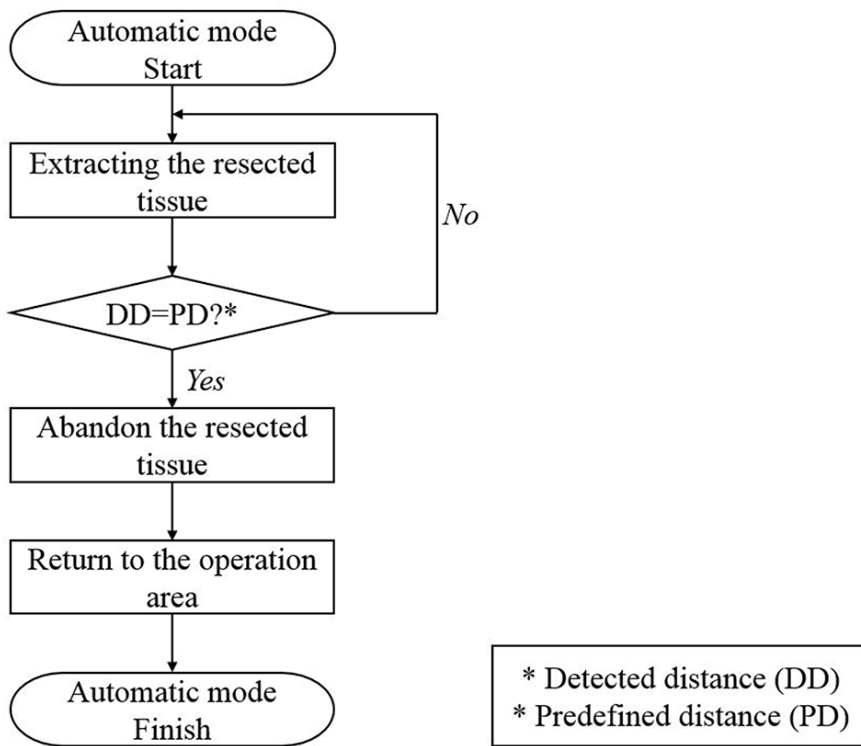 Automatic mode
Start
Extracting the resected
tissue
No
DD=PD?*
Yes
Abandon the resected
tissue
Return to the operation
area
Automatic mode
Finish
* Detected distance (DD)
* Predefined distance (PD)